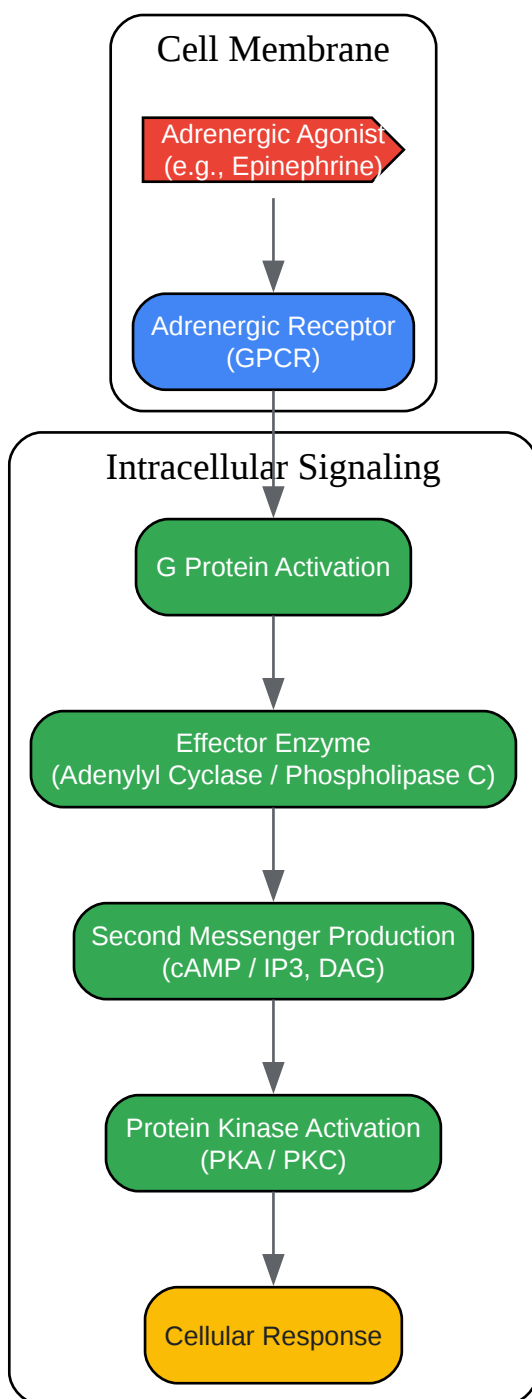 Cell Membrane
Adrenergic Agonist
(e.g., Epinephrine)
Adrenergic Receptor
(GPCR)
Intracellular Signaling
G Protein Activation
Effector Enzyme
(Adenylyl Cyclase / Phospholipase C)
Second Messenger Production
(cAMP / IP3, DAG)
Protein Kinase Activation
(PKA / PKC)
Cellular Response